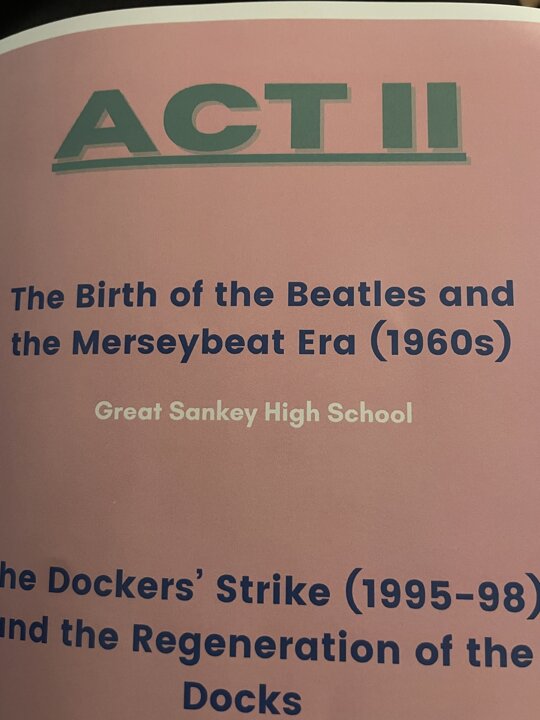 ACT II
The Birth of the Beatles and
the Merseybeat Era (1960s)
Great Sankey High School
he Dockers' Strike (1995-98)
and the Regeneration of the
Docks